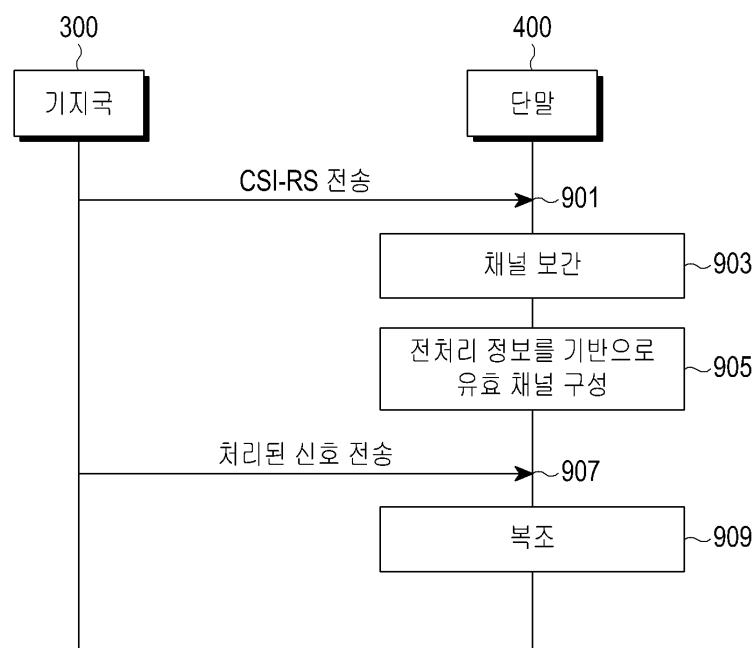 300
400
기지국
단말
CSI-RS 전송
901
채널 보간
903
전처리 정보를 기반으로
유효 채널 구성
905
처리된 신호 전송
907
복조
909